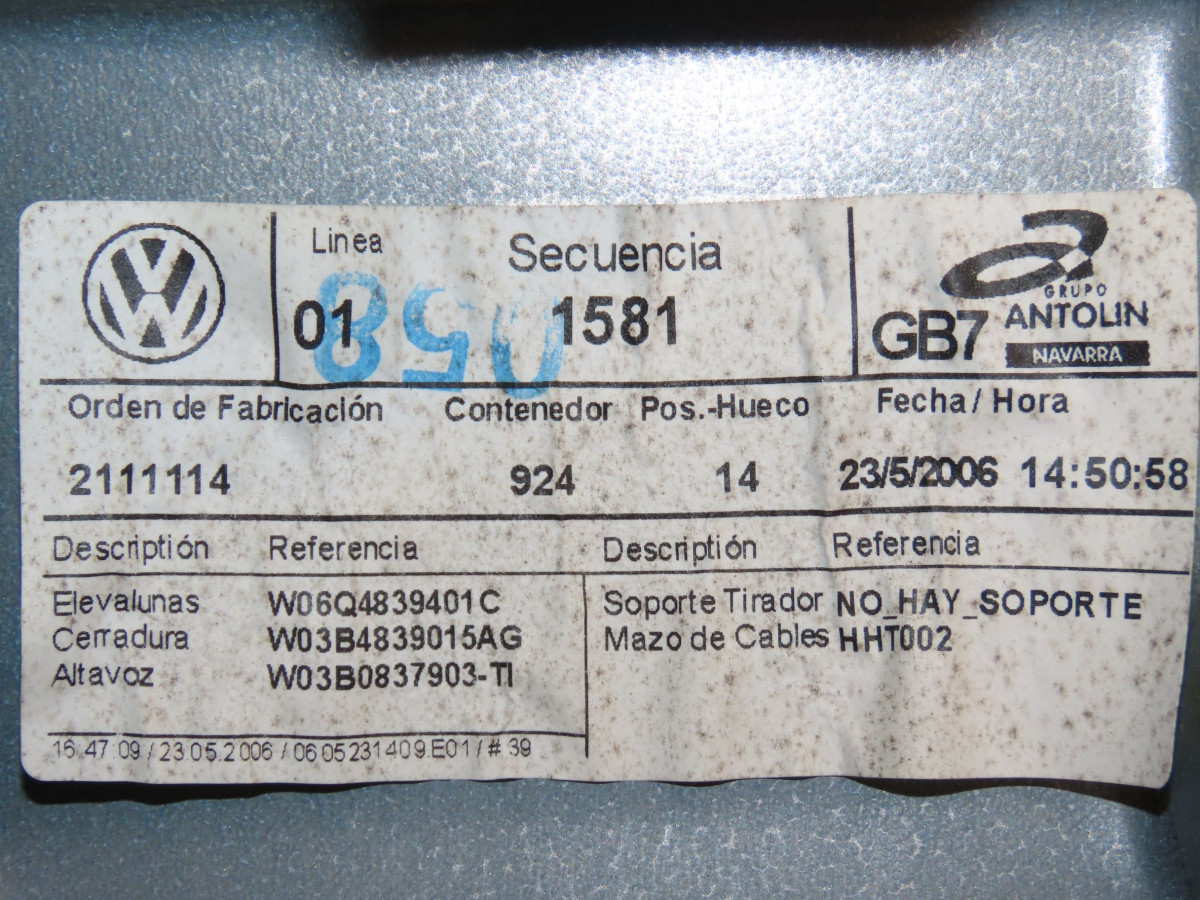 Linea Secuencia
058
01 1581
GRUPO
GB7 ANTOLIN
NAVARRA
Orden de Fabricación Contenedor Pos.-Hueco Fecha/ Hora
2111114 924 14 23/5/2006 14:50:58
Descriptión Referencia Descriptión Referencia
Elevalunas W06Q4839401C Soporte Tirador NO_HAY_SOPORTE
Cerradura W03B4839015AG Mazo de Cables HHT002
Altavoz W03B0837903-TI
16.47.09 / 23.05.2006 / 0605231409.E01 / # 39